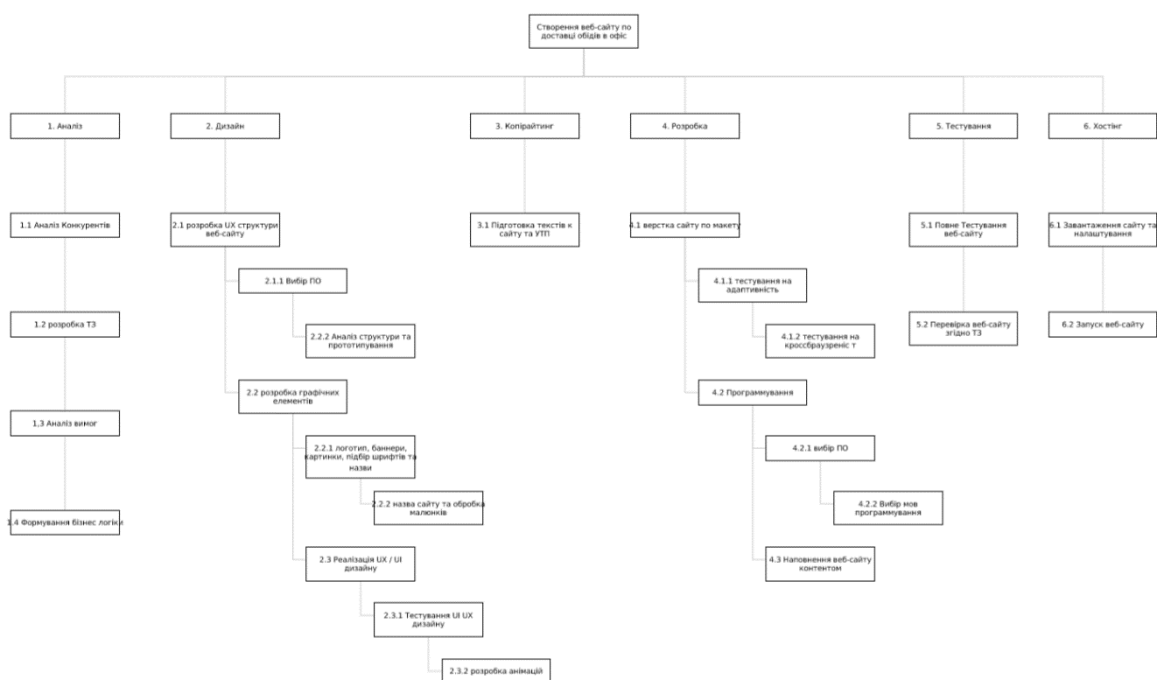 Створення веб-сайту по
доставці обідів в офіс
1. Аналіз
2. Дизайн
3. Копірайтинг
4. Розробка
5. Тестування
6. Хостінг
1.1 Аналіз Конкурентів
2.1 розробка UX структури
веб-сайту
3.1 Підготовка текстів к
сайту та УТП
4.1 верстка сайту по макету
5.1 Повне Тестування
веб-сайту
6.1 Завантаження сайту та
налаштування
2.1.1 Вибір ПО
4.1.1 тестування на
адаптивність
1.2 розробка ТЗ
2.2.2 Аналіз структури та
прототипування
4.1.2 тестування на
кроссбраузреніс т
5.2 Перевірка веб-сайту
згідно ТЗ
6.2 Запуск веб-сайту
2.2 розробка графічних
елементів
4.2 Программування
1,3 Аналіз вимог
2.2.1 логотип, баннери,
картинки, підбір шрифтів та
назви
4.2.1 вибір ПО
2.2.2 назва сайту та обробка
малюнків
4.2.2 Вибір мов
программування
1.4 Формування бізнес логіки
2.3 Реалізація UX / UI
дизайну
4.3 Наповнення веб-сайту
контентом
2.3.1 Тестування UI UX
дизайну
2.3.2 розробка анімацій